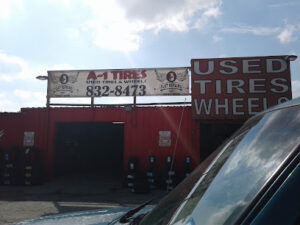 A-1 TIRES
USED TIRES & WHEELS
832-8473
USED
TIRES
WHEELS